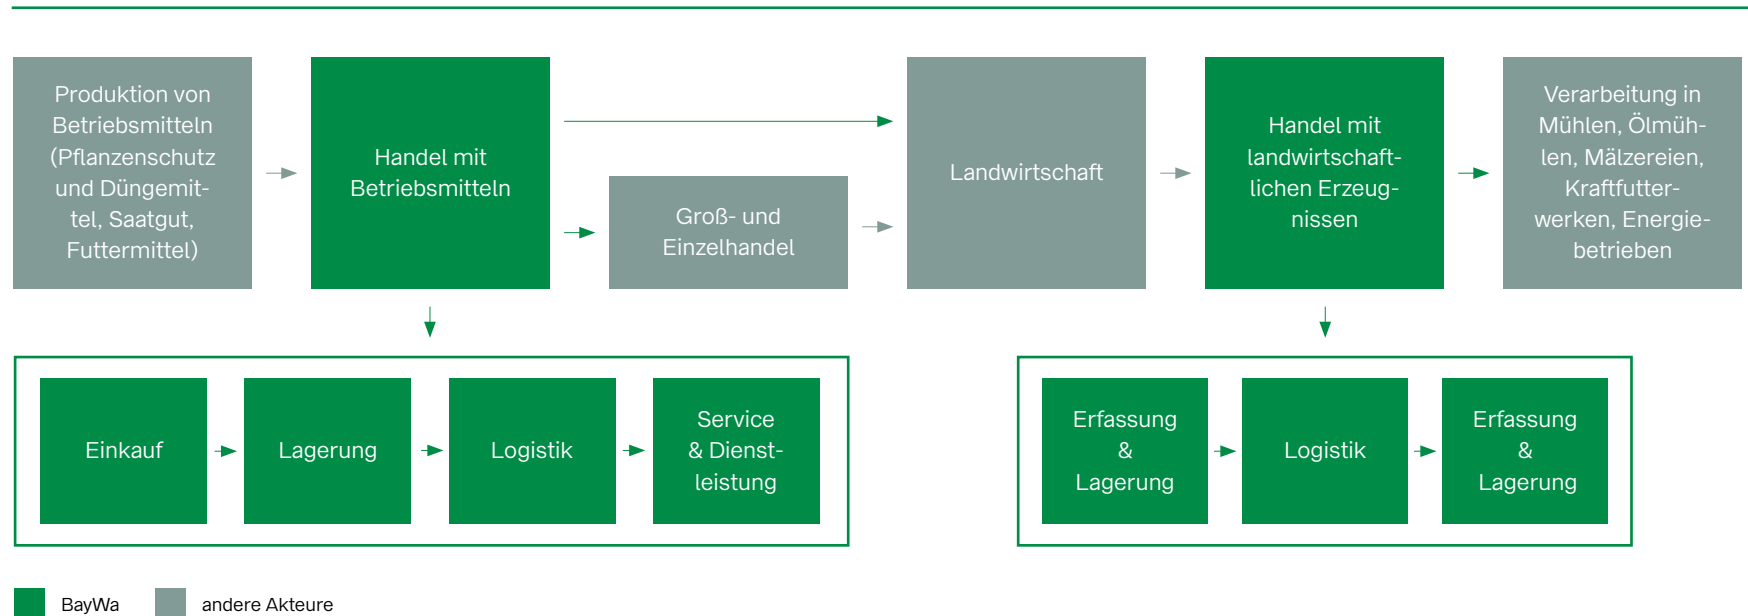 Produktion von
Betriebsmitteln
(Pflanzenschutz
und Düngemit-
tel, Saatgut,
Futtermittel)
Handel mit
Betriebsmitteln
Groß- und
Einzelhandel
Landwirtschaft
Handel mit
landwirtschaft-
lichen Erzeug-
nissen
Verarbeitung in
Mühlen, Ölmüh-
len, Mälzereien,
Kraftfutter-
werken, Energie-
betrieben
Einkauf
Lagerung
Logistik
Service
& Dienst-
leistung
Erfassung
&
Lagerung
Logistik
Erfassung
&
Lagerung
BayWa
andere Akteure